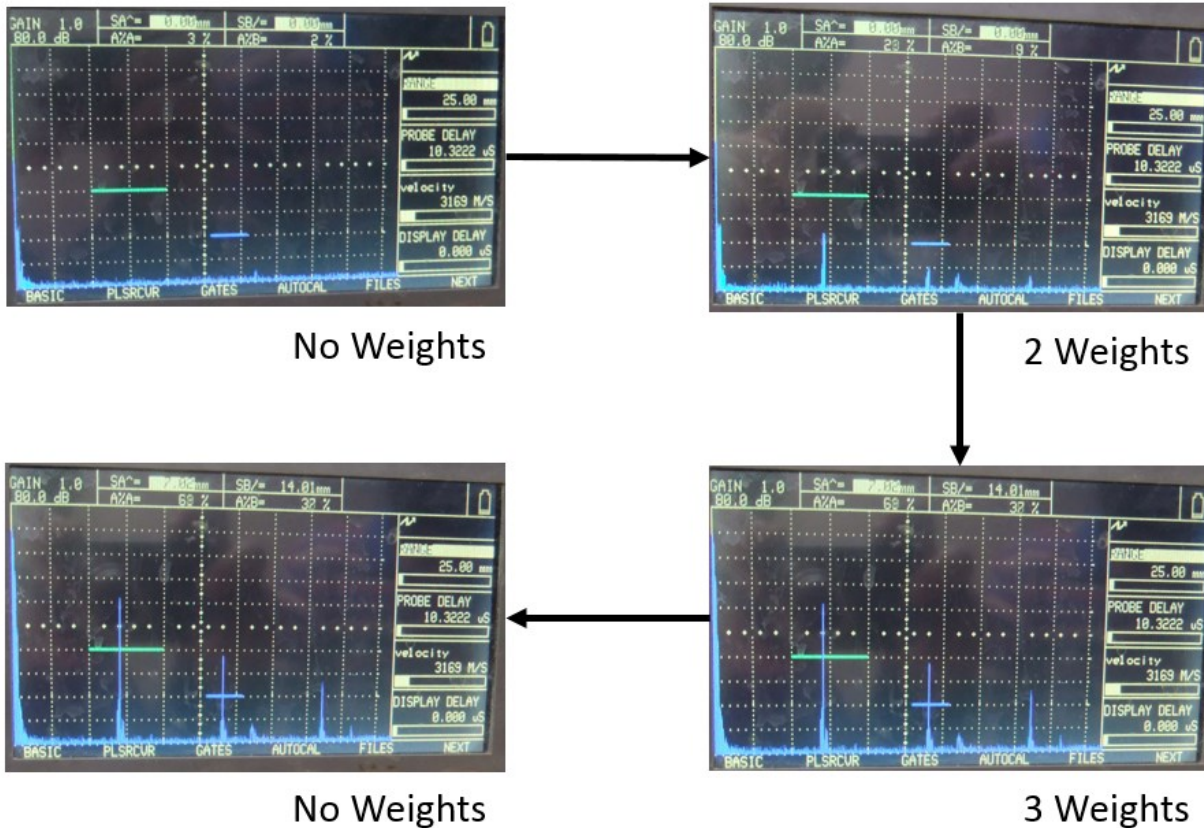 GAIN 1.0 SA^= 0.00mm SB/= 0.00mm
80.0 dB A%A= 3 % A%B= 2 %
RANGE
25.00 mm
PROBE DELAY
10.3222 uS
velocity
3169 M/S
DISPLAY DELAY
0.000 uS
BASIC PLSRCVR GATES AUTOCAL FILES NEXT
No Weights
GAIN 1.0 SA^= 0.00mm SB/= 0.00mm
80.0 dB A%A= % A%B= 9 %
RANGE
25.00 mm
PROBE DELAY
10.3222 uS
velocity
3169 M/S
DISPLAY DELAY
0.000 uS
BASIC PLSRCVR GATES AUTOCAL FILES NEXT
2 Weights
GAIN 1.0 SA^= 7.02mm SB/= 14.01mm
80.0 dB A%A= % A%B= 32 %
RANGE
25.00 mm
PROBE DELAY
10.3222 uS
velocity
3169 M/S
DISPLAY DELAY
0.000 uS
BASIC PLSRCVR GATES AUTOCAL FILES NEXT
No Weights
GAIN 1.0 SA^= 7.02mm SB/= 14.01mm
80.0 dB A%A= % A%B= 32 %
RANGE
25.00 mm
PROBE DELAY
10.3222 uS
velocity
3169 M/S
DISPLAY DELAY
0.000 uS
BASIC PLSRCVR GATES AUTOCAL FILES NEXT
3 Weights